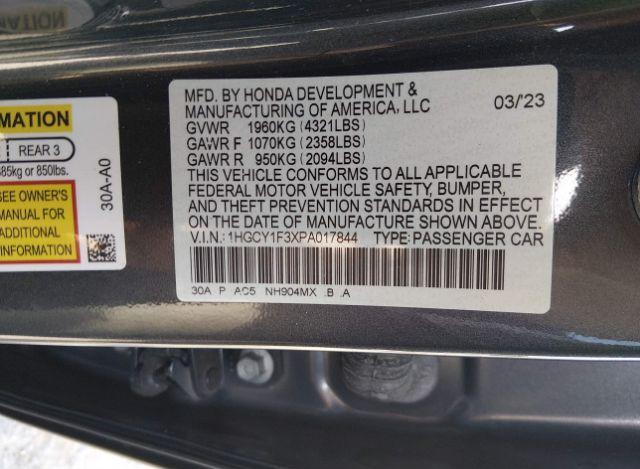 MFD. BY HONDA DEVELOPMENT &
MANUFACTURING OF AMERICA, LLC 03/23
GVWR 1960KG (4321LBS)
GAWR F 1070KG (2358LBS)
GAWR R 950KG (2094LBS)
THIS VEHICLE CONFORMS TO ALL APPLICABLE
FEDERAL MOTOR VEHICLE SAFETY, BUMPER,
AND THEFT PREVENTION STANDARDS IN EFFECT
ON THE DATE OF MANUFACTURE SHOWN ABOVE.
V.I.N.: 1HGCY1F3XPA017844 TYPE:PASSENGER CAR
30A P AC5 NH904MX B A
REAR 3
or 850lbs.
SEE OWNER'S
MANUAL FOR
INFORMATION
30A-A0